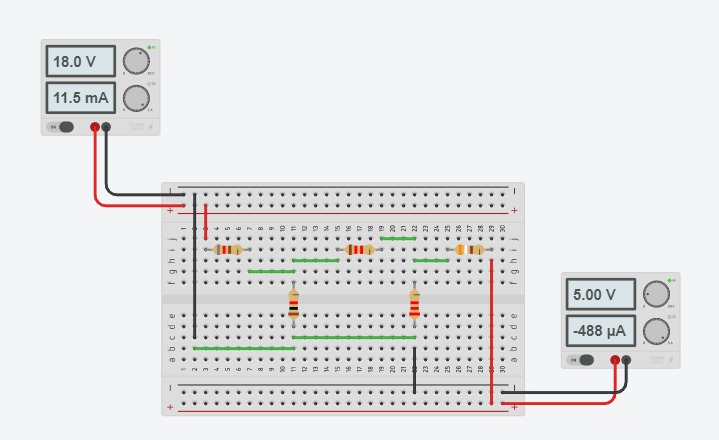 18.0 V
11.5 mA
EN
- -
+ +
1 2 3 4 5 6 7 8 9 10 11 12 13 14 15 16 17 18 19 20 21 22 23 24 25 26 27 28 29 30
j j
i i
h h
g g
f f
5.00 V
e e
d d
-488 µA
c c
b b
a a
EN
1 2 3 4 5 6 7 8 9 10 11 12 13 14 15 16 17 18 19 20 21 22 23 24 25 26 27 28 29 30
- -
+ +